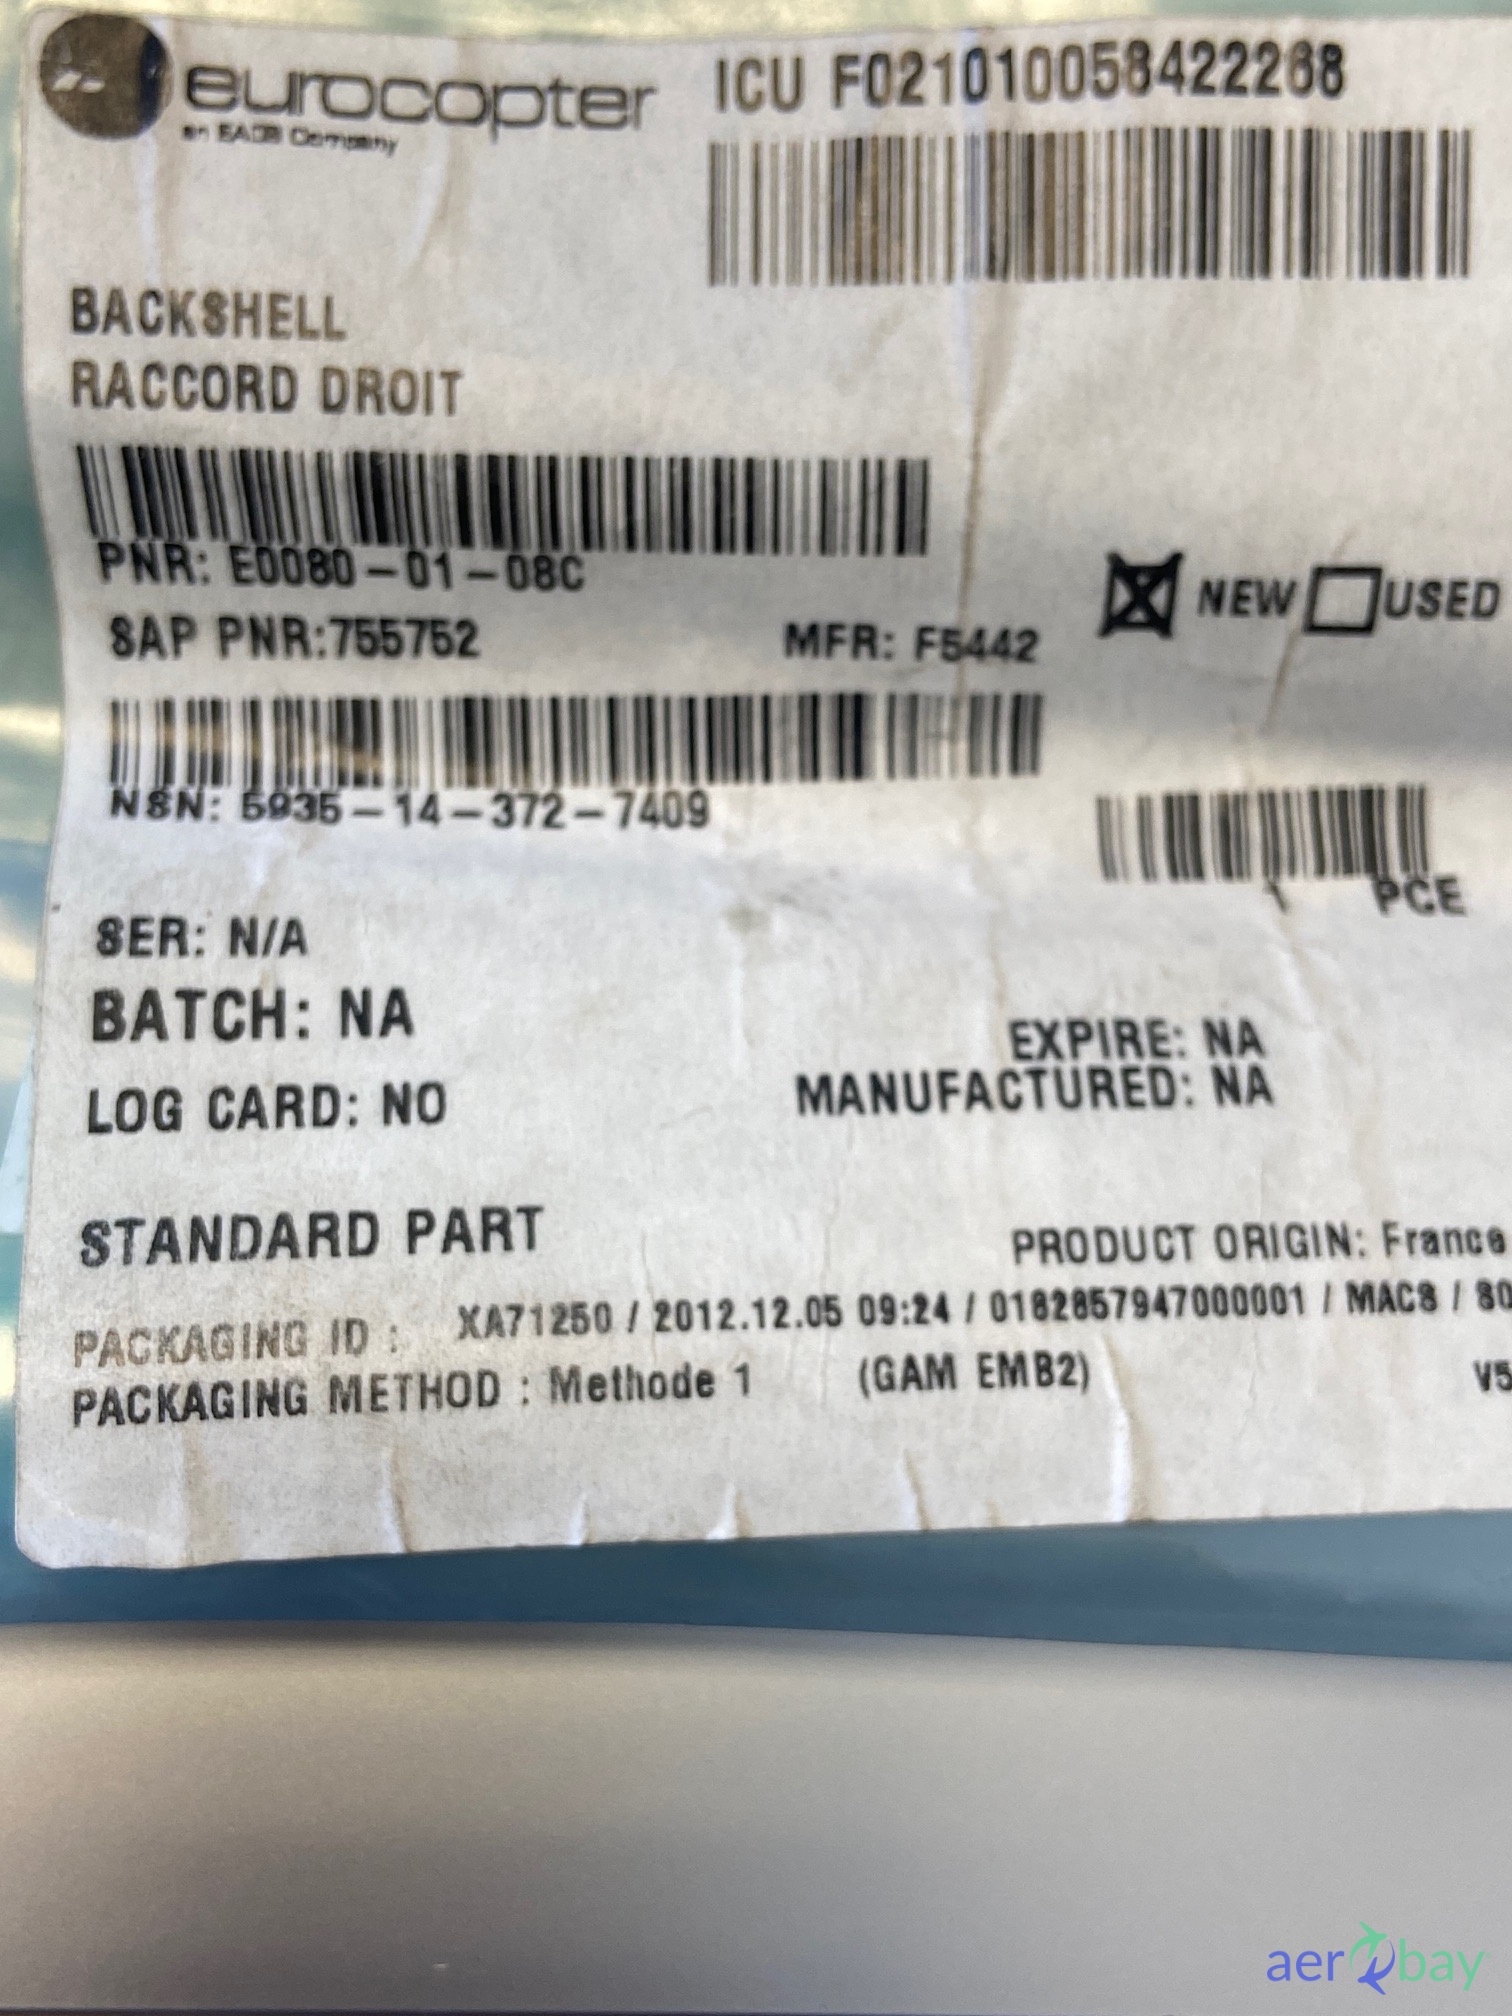 eurocopter
an EADS Company
ICU F021010058422268
BACKSHELL
RACCORD DROIT
PNR: E0080-01-08C
NEW USED
SAP PNR:755752 MFR: F5442
NSN: 5935-14-372-7409
1 PCE
SER: N/A
BATCH: NA
EXPIRE: NA
LOG CARD: NO
MANUFACTURED: NA
STANDARD PART
PRODUCT ORIGIN: France
PACKAGING ID : XA71250 / 2012.12.05 09:24 / 0182857947000001 / MACS /
PACKAGING METHOD : Methode 1 (GAM EMB2) V5
aerobay